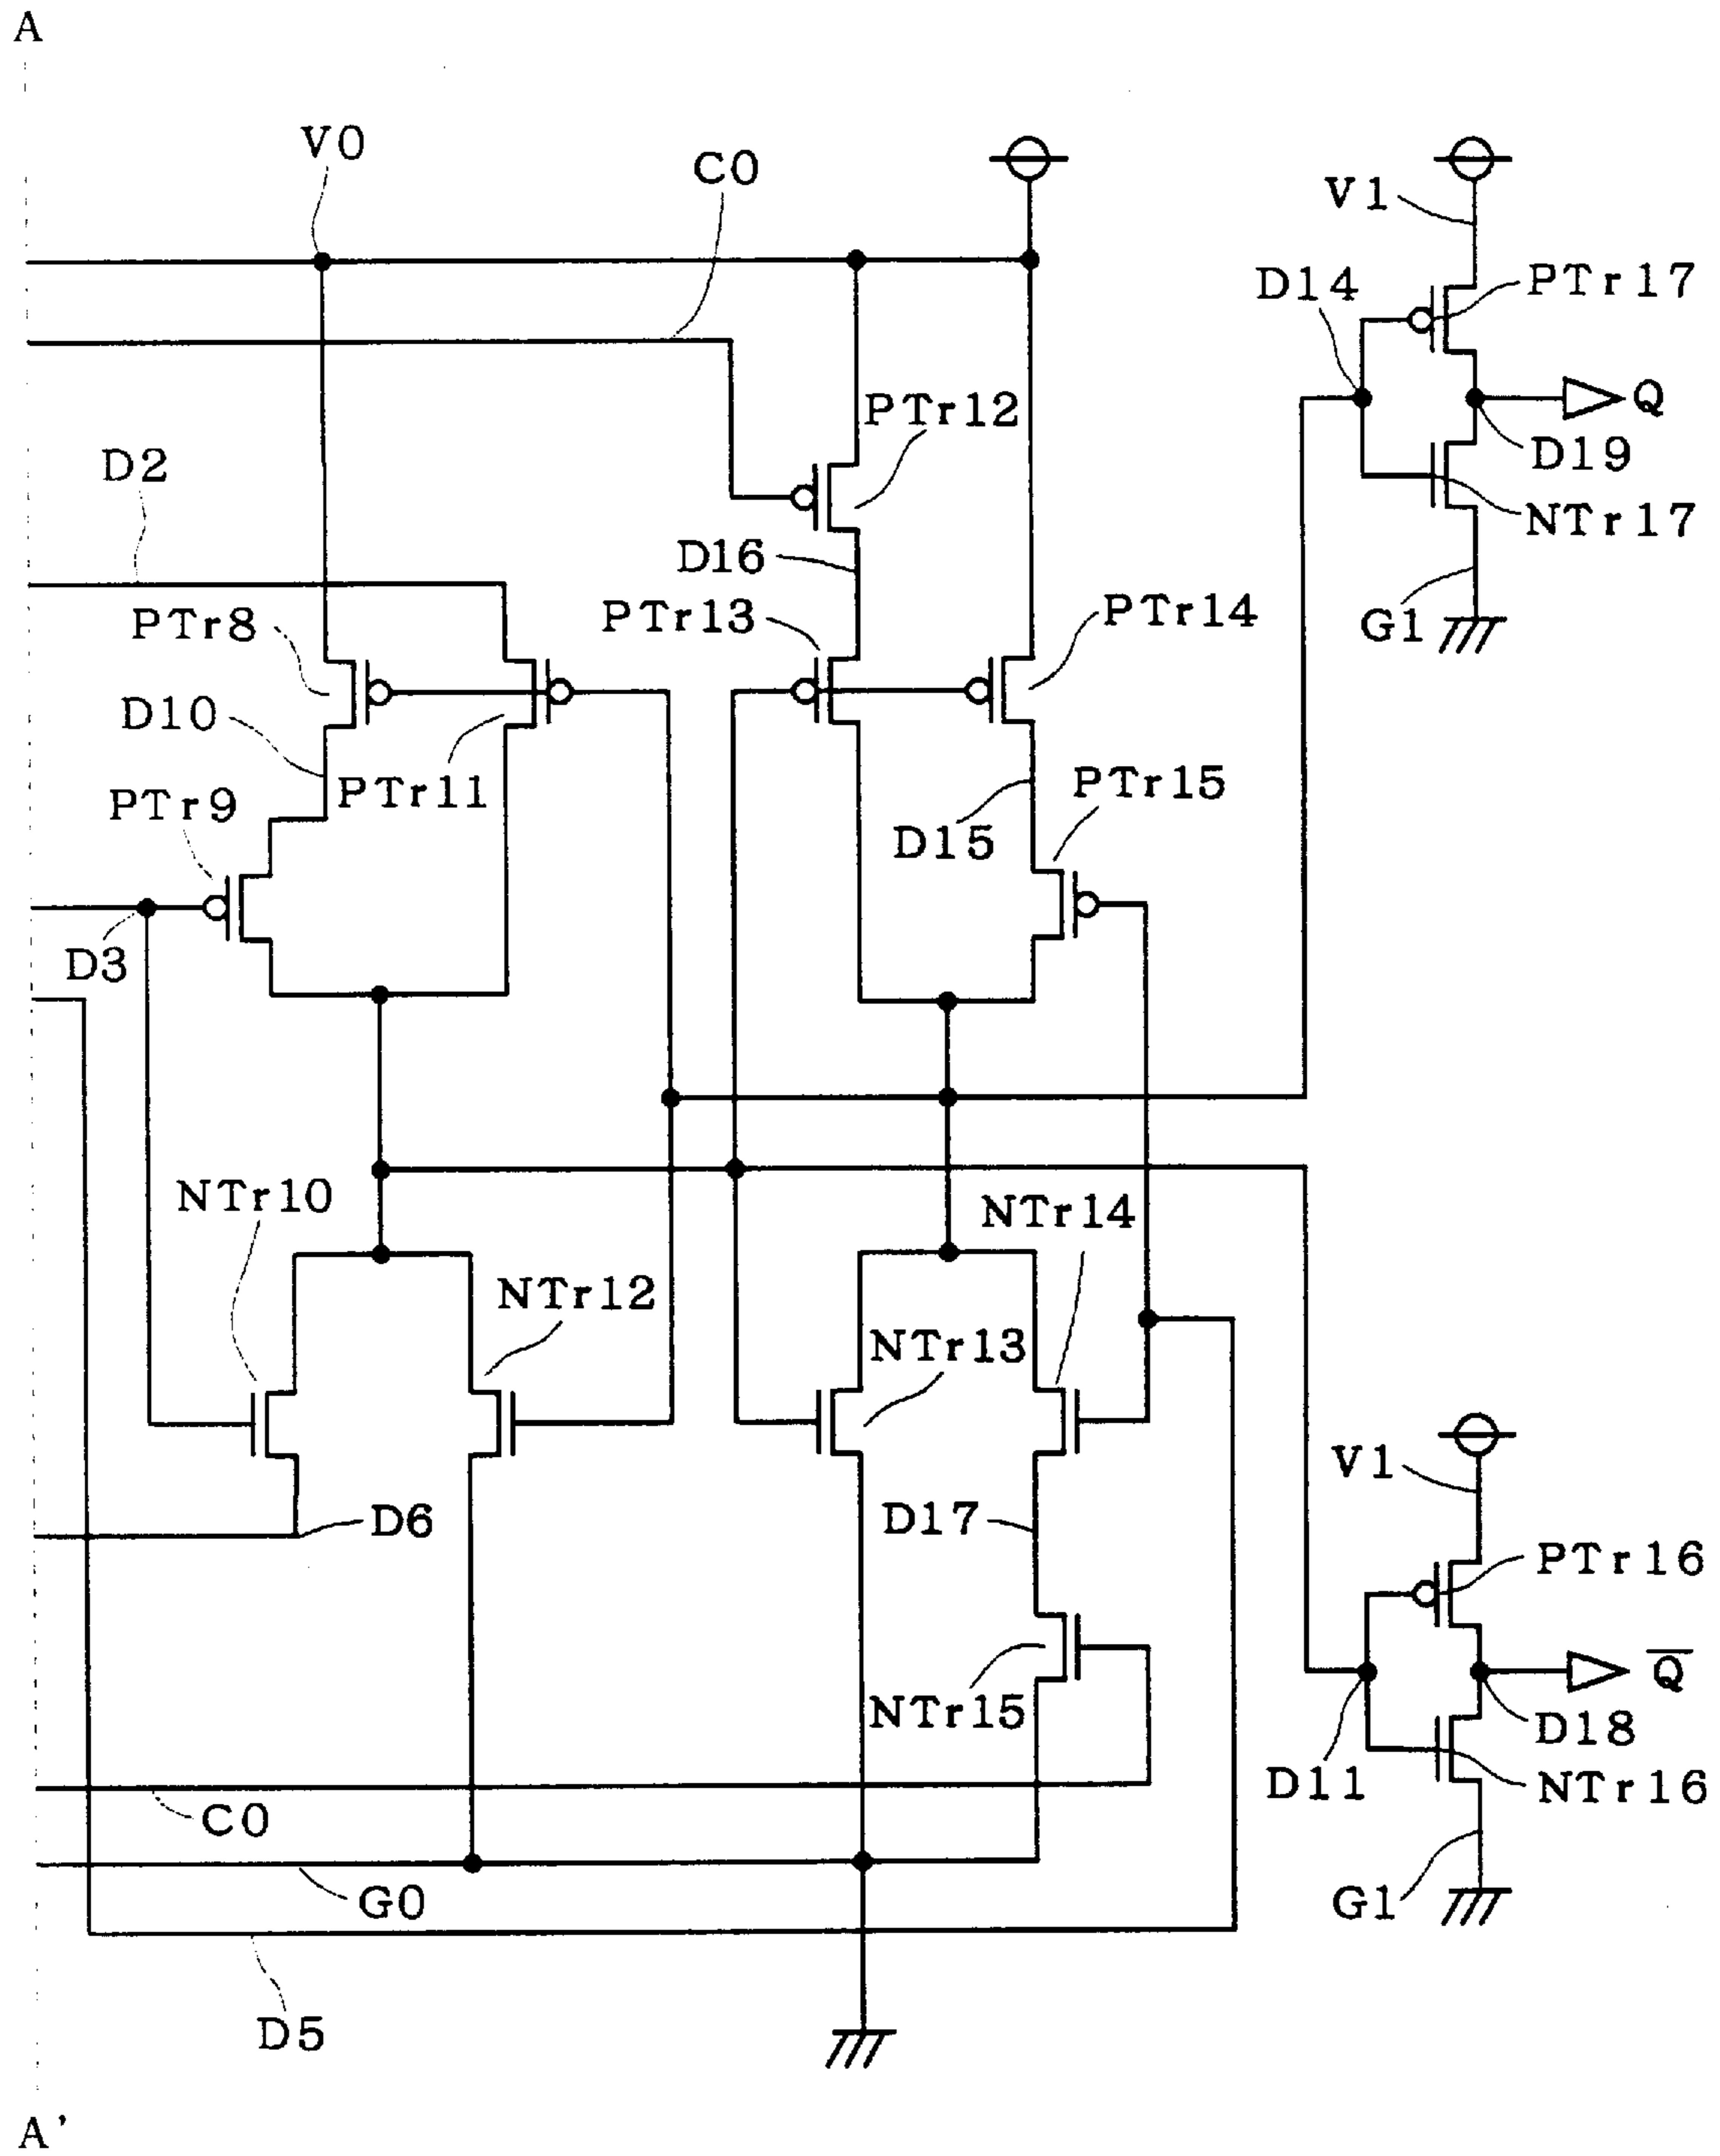 A
V0
C0
V1
D14
PTr17
Q
D19
NTr17
G1
PTr12
D2
D16
PTr8
PTr13
PTr14
D10
PTr11
PTr9
PTr15
D15
D3
NTr10
NTr14
NTr12
NTr13
V1
D6
D17
PTr16
Q̅
NTr15
D18
D11
NTr16
C0
G0
G1
D5
A'